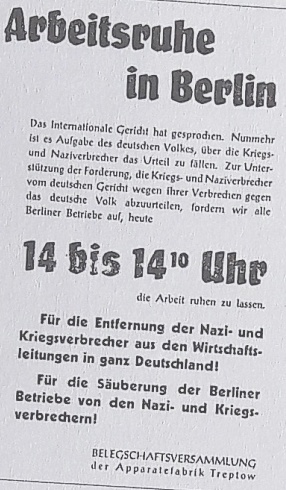 Arbeitsruhe
in Berlin
Das Internationale Gericht hat gesprochen. Nunmehr
ist es Aufgabe des deutschen Volkes, über die Kriegs-
und Naziverbrecher das Urteil zu fällen. Zur Unter-
stützung der Forderung, die Kriegs- und Naziverbrecher
vom deutschen Gericht wegen ihrer Verbrechen gegen
das deutsche Volk abzuurteilen, fordern wir alle
Berliner Betriebe auf, heute
14 bis 14¹⁰ Uhr
die Arbeit ruhen zu lassen.
Für die Entfernung der Nazi- und
Kriegsverbrecher aus den Wirtschafts-
leitungen in ganz Deutschland!
Für die Säuberung der Berliner
Betriebe von den Nazi- und Kriegs-
verbrechern!
BELEGSCHAFTSVERSAMMLUNG
der Apparatefabrik Treptow